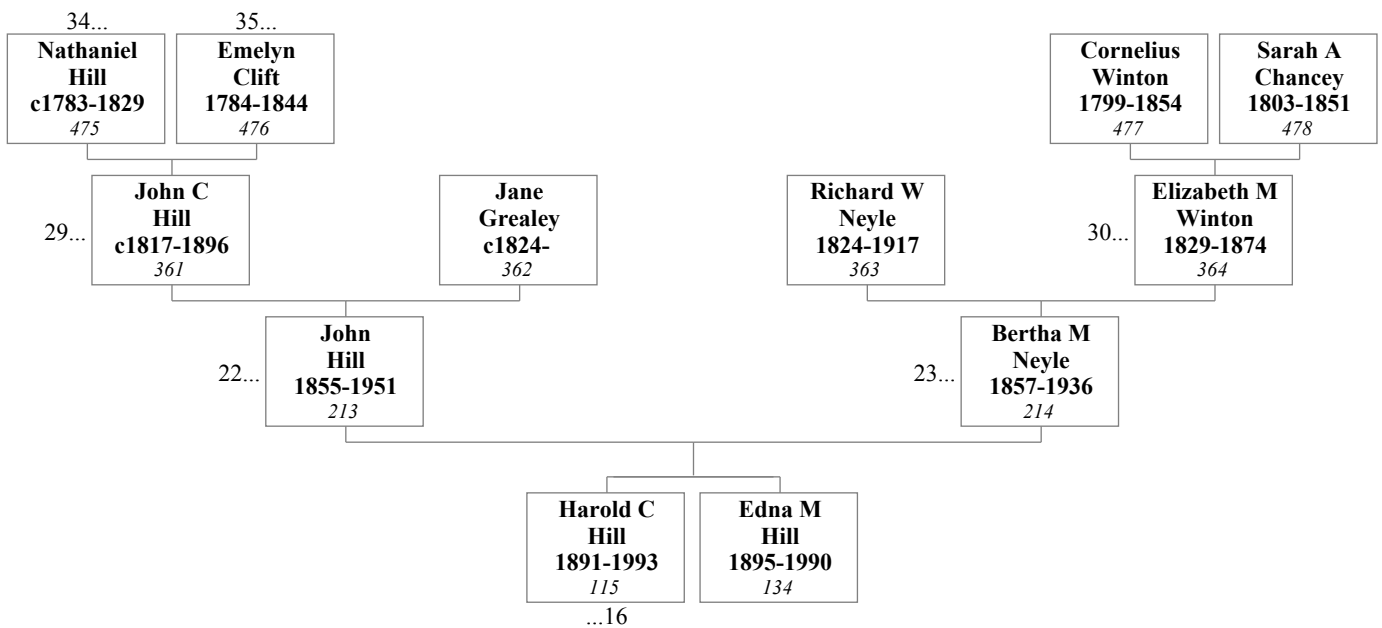 34...
35...
Nathaniel
Hill
c1783-1829
475
Emelyn
Clift
1784-1844
476
Cornelius
Winton
1799-1854
477
Sarah A
Chancey
1803-1851
478
29...
John C
Hill
c1817-1896
361
Jane
Grealey
c1824-
362
Richard W
Neyle
1824-1917
363
30...
Elizabeth M
Winton
1829-1874
364
22...
John
Hill
1855-1951
213
23...
Bertha M
Neyle
1857-1936
214
Harold C
Hill
1891-1993
115
Edna M
Hill
1895-1990
134
...16